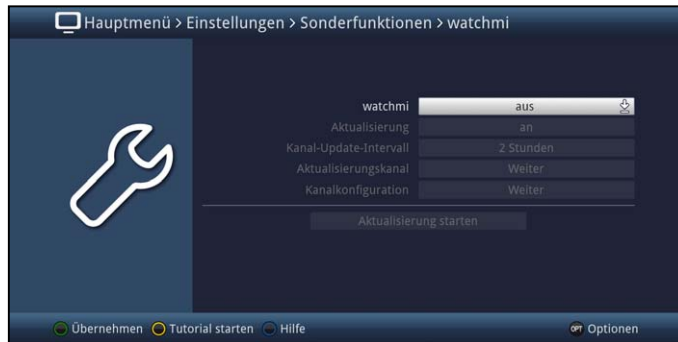 Hauptmenü > Einstellungen > Sonderfunktionen > watchmi
watchmi aus
Aktualisierung an
Kanal-Update-Intervall 2 Stunden
Aktualisierungskanal Weiter
Kanalkonfiguration Weiter
Aktualisierung starten
Übernehmen Tutorial starten Hilfe OPT Optionen